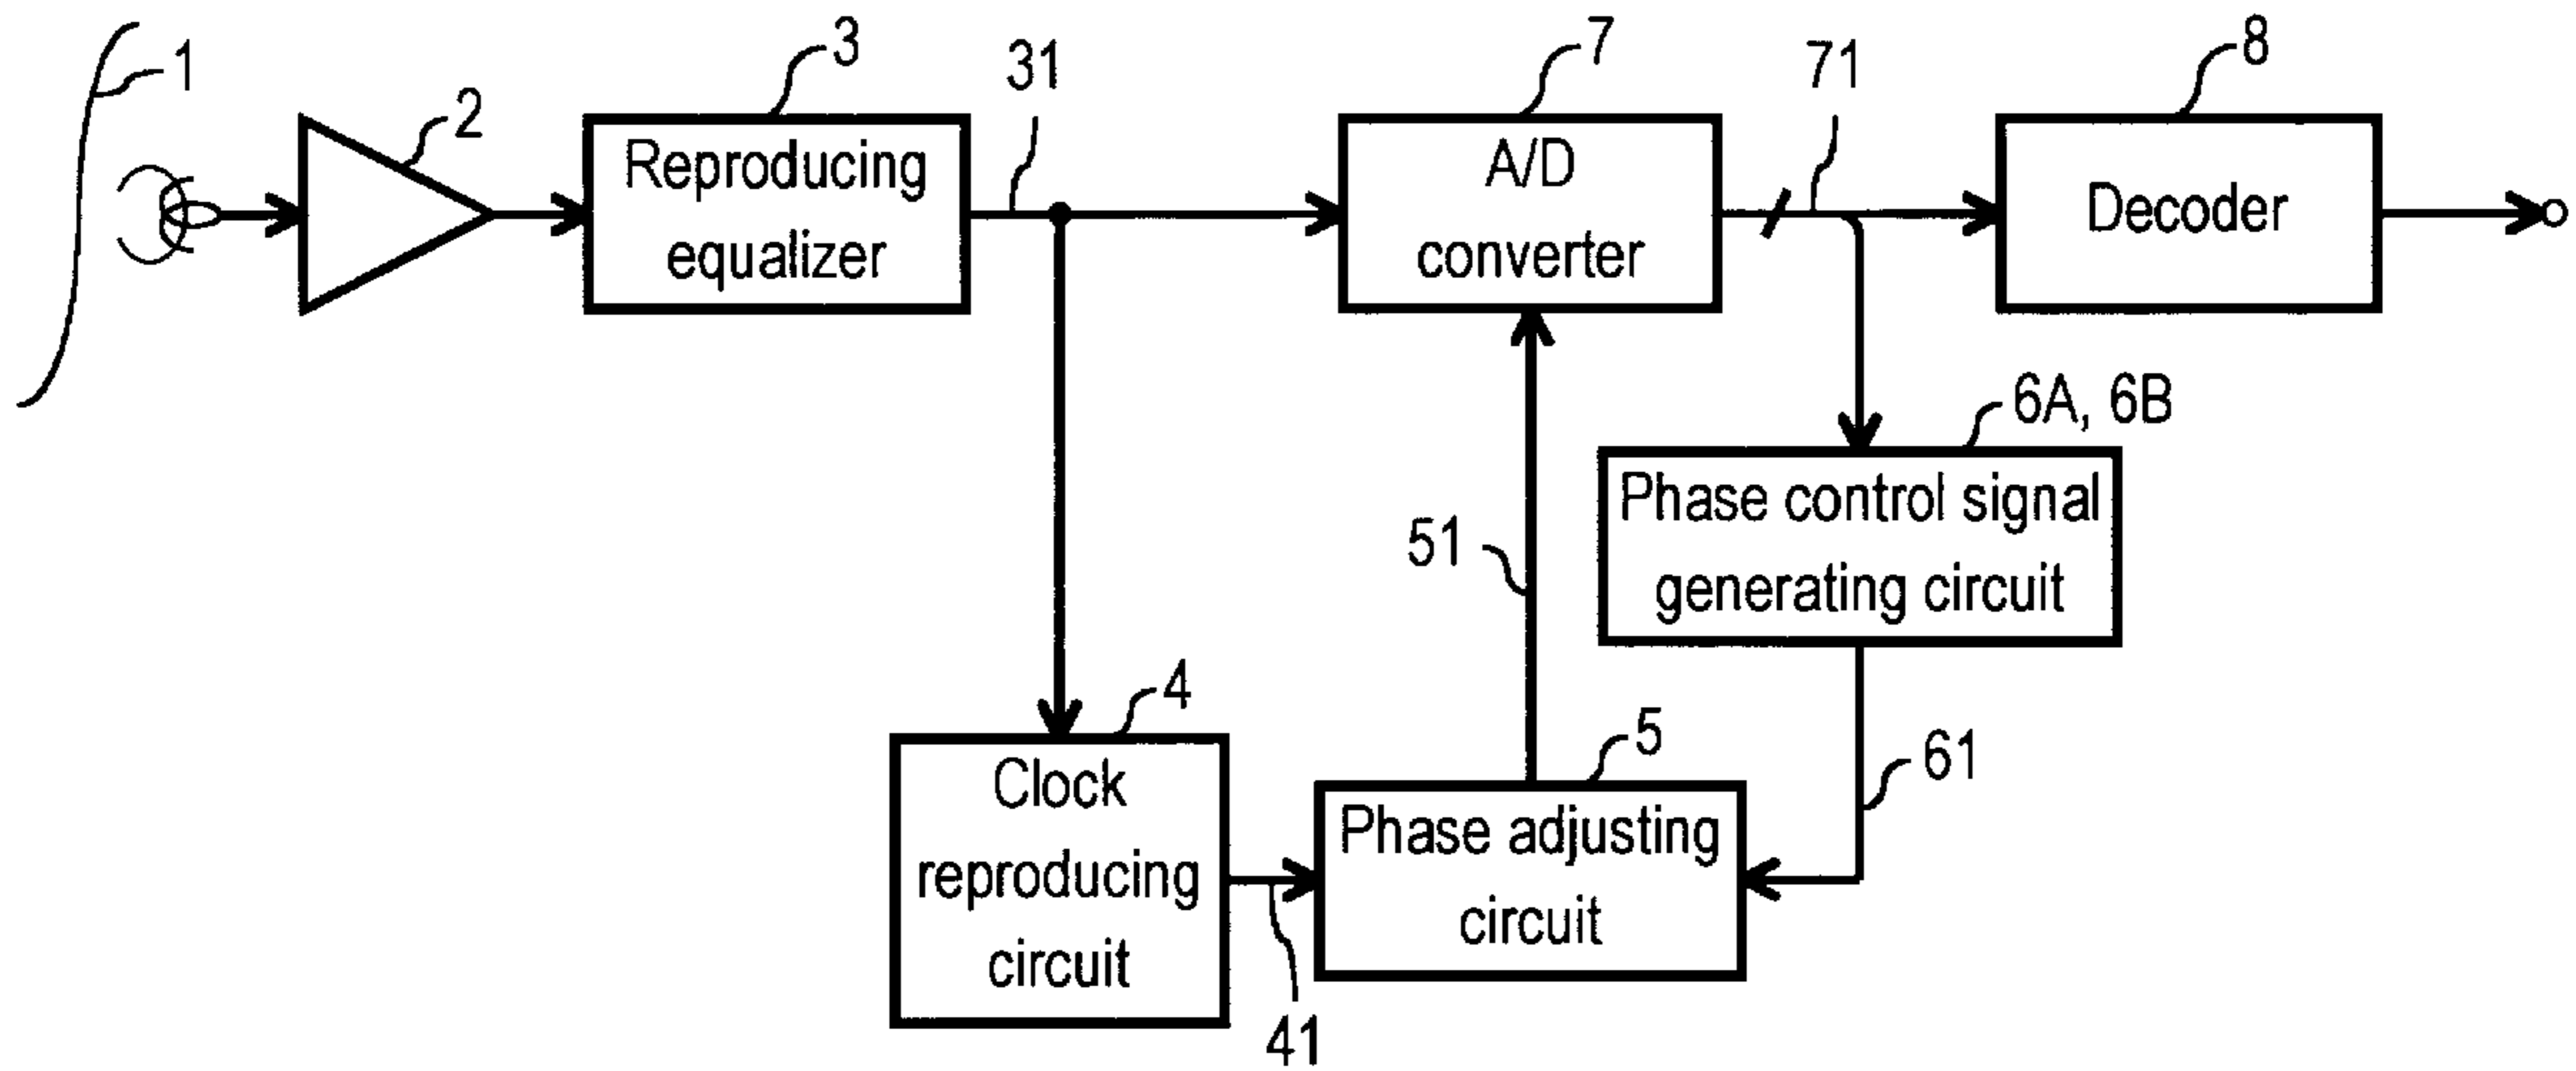 1
2
3
Reproducing
equalizer
31
7
A/D
converter
71
8
Decoder
6A, 6B
Phase control signal
generating circuit
51
61
4
Clock
reproducing
circuit
41
5
Phase adjusting
circuit